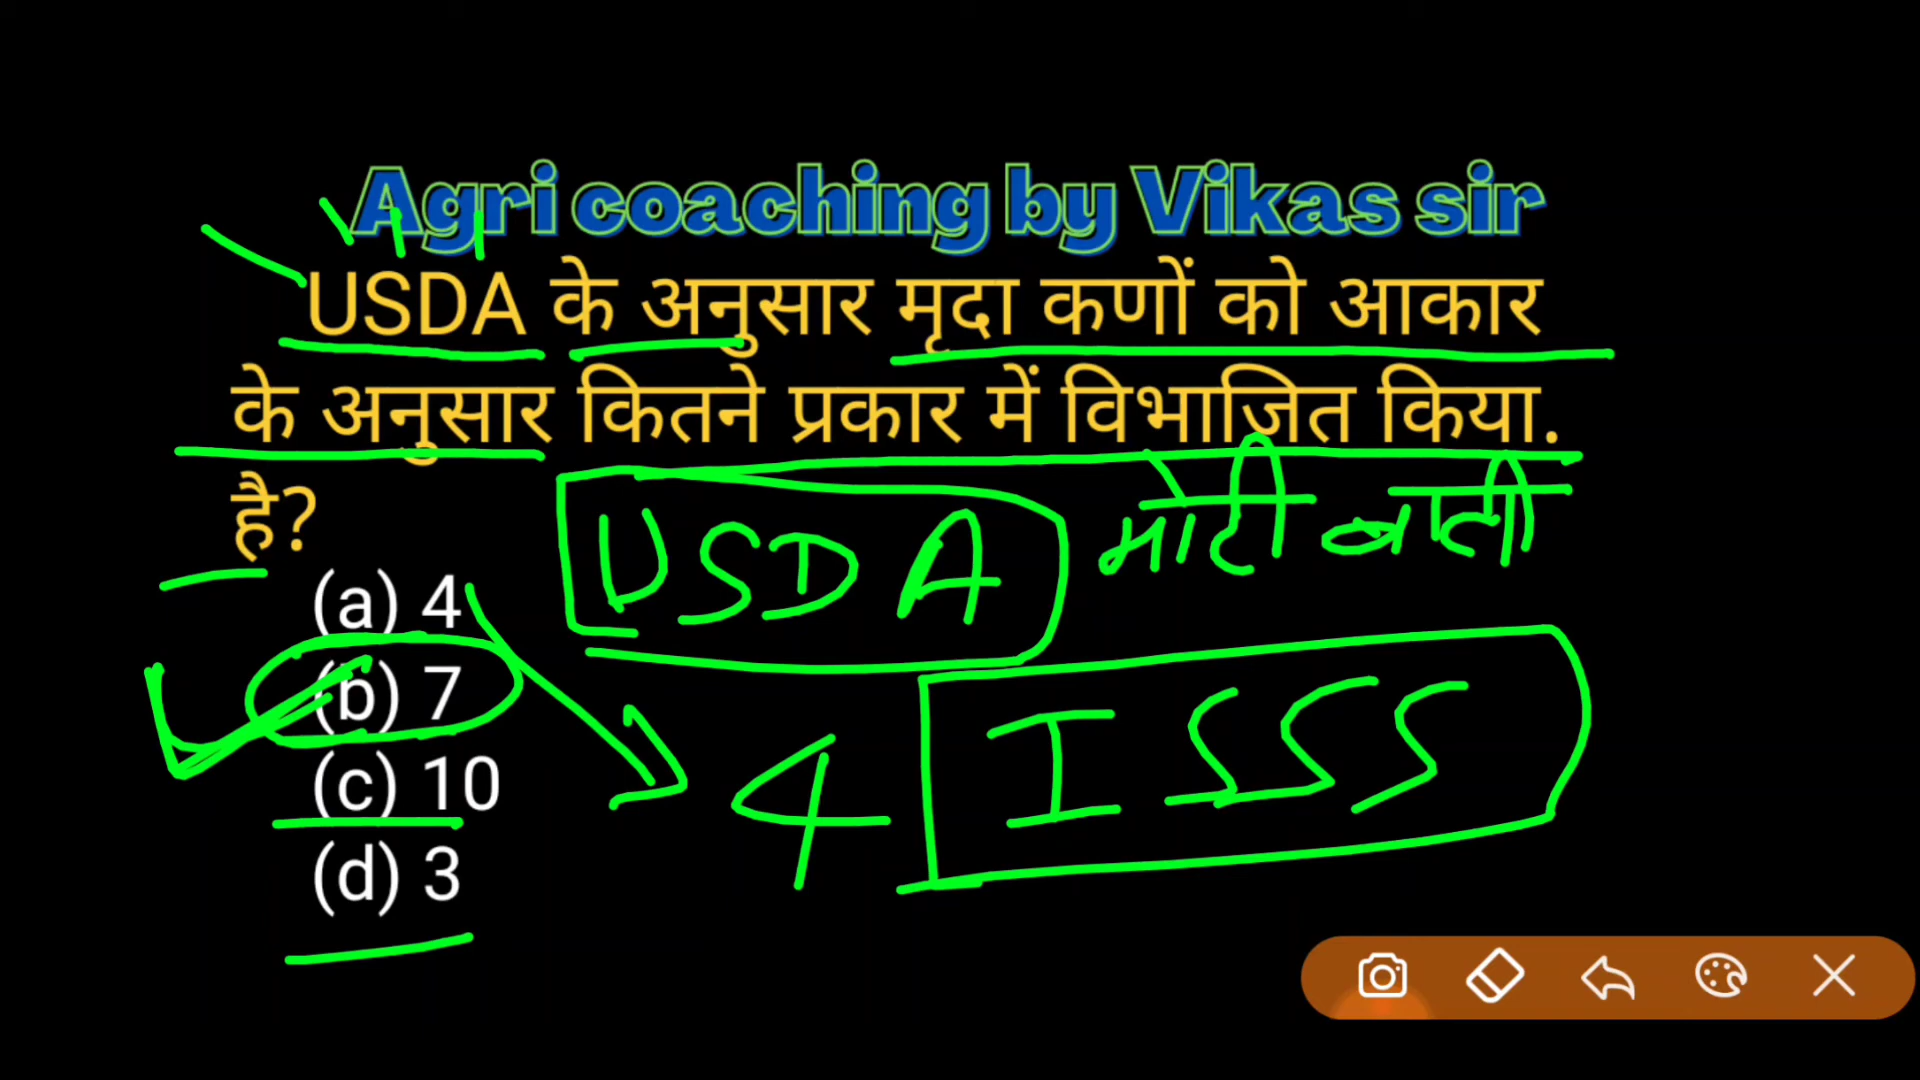 Agri coaching by Vikas sir
USDA के अनुसार मृदा कणों को आकार
के अनुसार कितने प्रकार में विभाजित किया.
है?
USDA मोटी बाली
(a) 4
(b) 7
4 ISSS
(c) 10
(d) 3